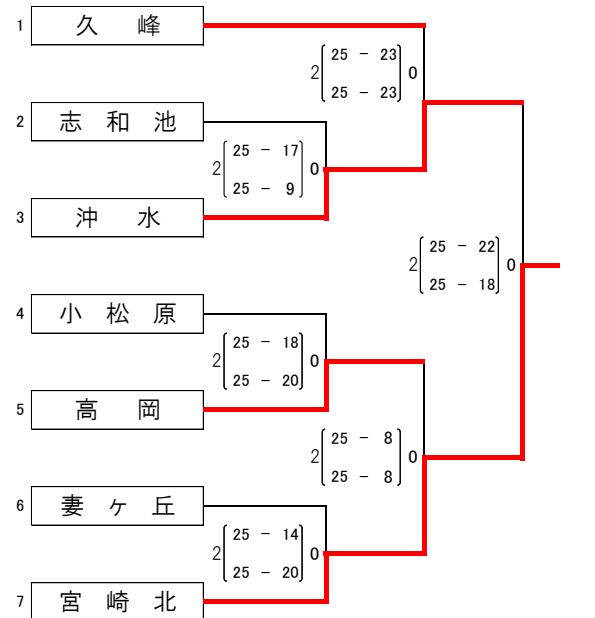 1 久峰
2 [25 － 23] 0
25 － 23
2 志和池
2 [25 － 17] 0
25 － 9
3 沖水
2 [25 － 22] 0
25 － 18
4 小松原
2 [25 － 18] 0
25 － 20
5 高岡
2 [25 － 8] 0
25 － 8
6 妻ヶ丘
2 [25 － 14] 0
25 － 20
7 宮崎北